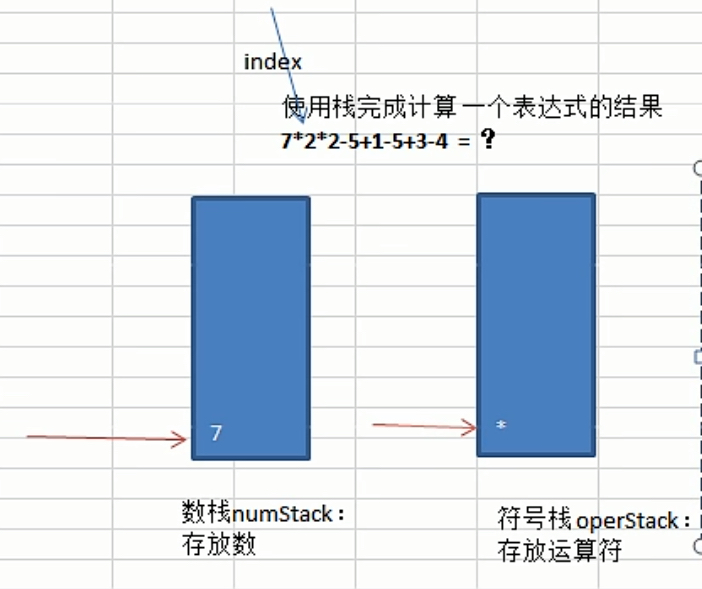 index
使用栈完成计算 一个表达式的结果
7*2*2-5+1-5+3-4 = ?
7
*
数栈numStack：
存放数
符号栈 operStack：
存放运算符